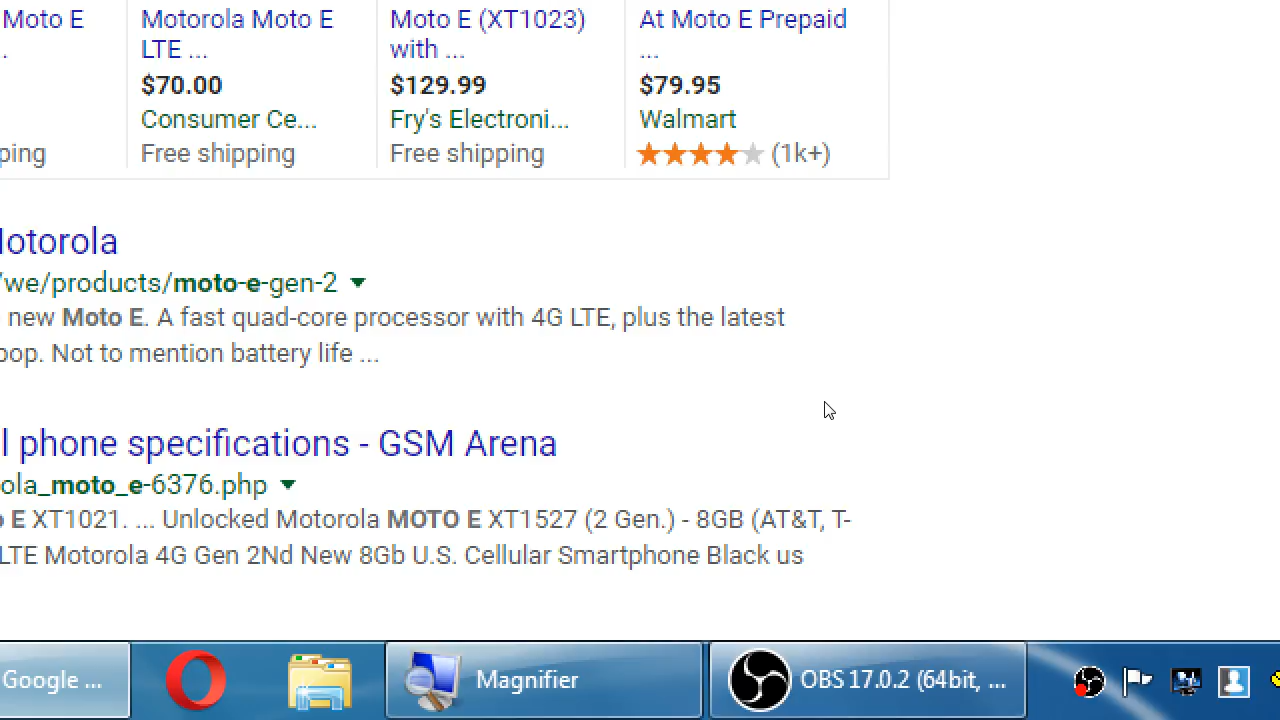 Moto E
.
ping
Motorola Moto E
LTE ...
$70.00
Consumer Ce...
Free shipping
Moto E (XT1023)
with ...
$129.99
Fry's Electroni...
Free shipping
At Moto E Prepaid
...
$79.95
Walmart
(1k+)
Motorola
/we/products/moto-e-gen-2
new Moto E. A fast quad-core processor with 4G LTE, plus the latest
pop. Not to mention battery life ...
l phone specifications - GSM Arena
ola_moto_e-6376.php
o E XT1021. ... Unlocked Motorola MOTO E XT1527 (2 Gen.) - 8GB (AT&T, T-
LTE Motorola 4G Gen 2Nd New 8Gb U.S. Cellular Smartphone Black us
Google ...
Magnifier
OBS 17.0.2 (64bit, ...